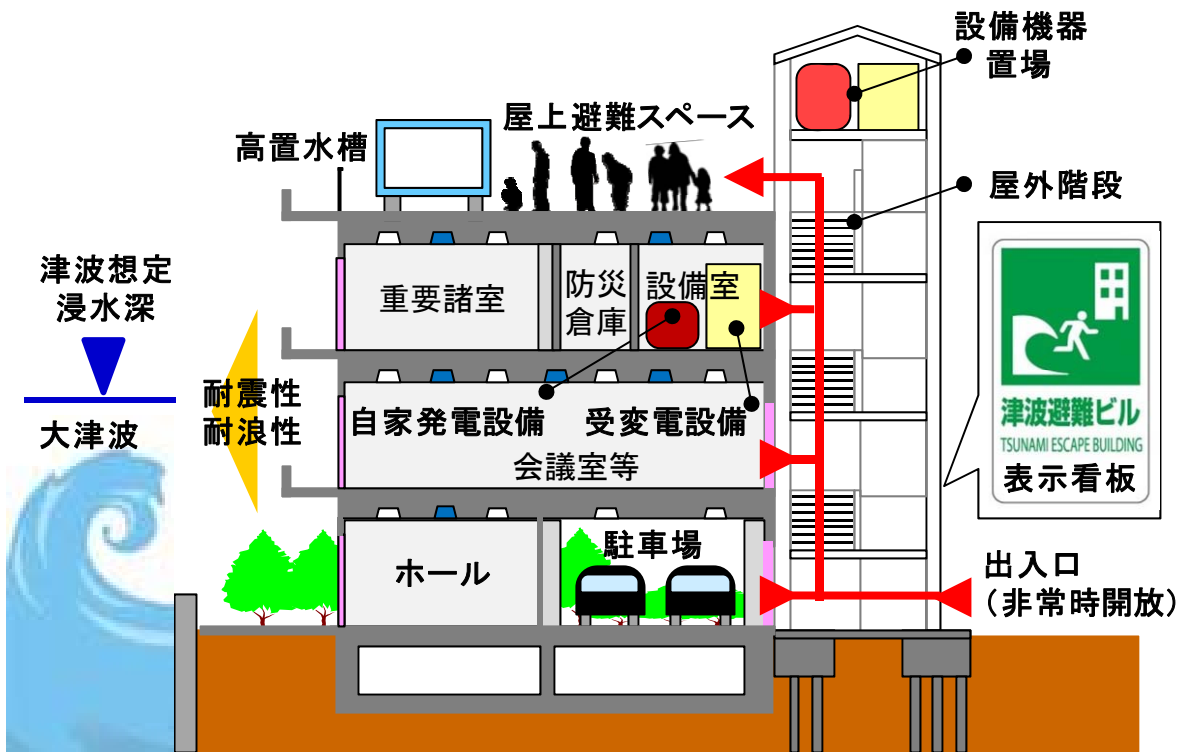 設備機器
置場
屋上避難スペース
高置水槽
屋外階段
津波想定
浸水深
重要諸室
防災
倉庫
設備室
耐震性
耐浪性
大津波
自家発電設備
受変電設備
会議室等
津波避難ビル
TSUNAMI ESCAPE BUILDING
表示看板
ホール
駐車場
出入口
(非常時開放)